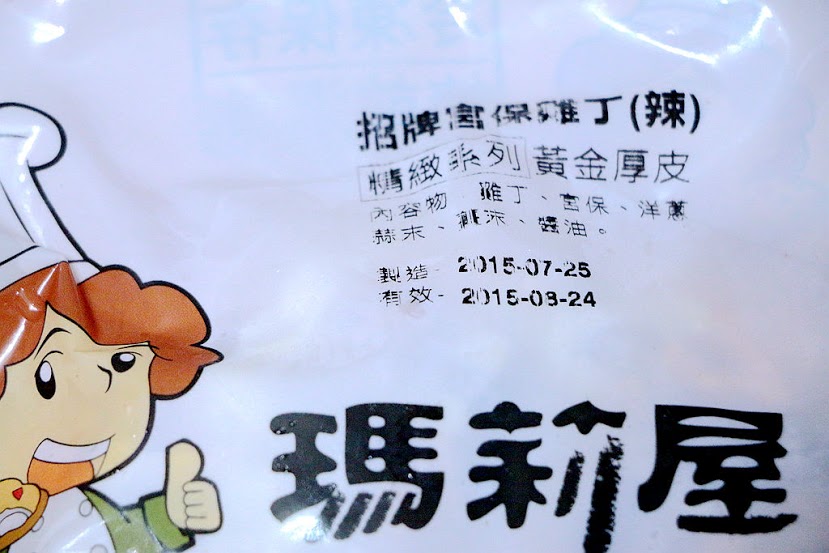 招牌宮保雞丁(辣)
精緻系列 黃金厚皮
內容物 雞丁、宮保、洋蔥
蒜末、蔬菜、醬油。
製造- 2015-07-25
有效- 2015-08-24
瑪莉屋